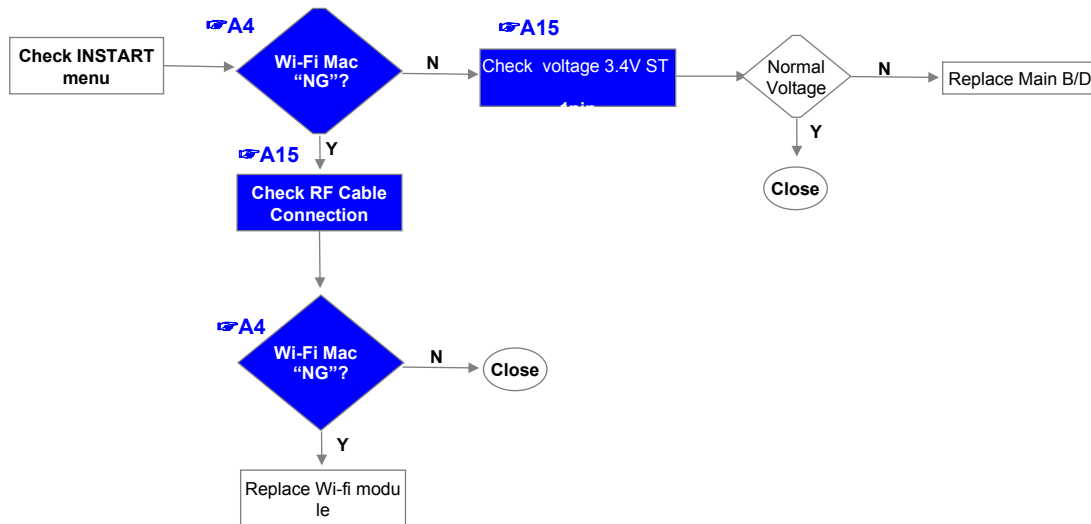 ☞A4
☞A15
Check INSTART
menu
Wi-Fi Mac
“NG”?
N
Check voltage 3.4V ST
Normal
Voltage
N
Replace Main B/D
Y
☞A15
Y
Close
Check RF Cable
Connection
☞A4
Wi-Fi Mac
“NG”?
N
Close
Y
Replace Wi-fi modu
le